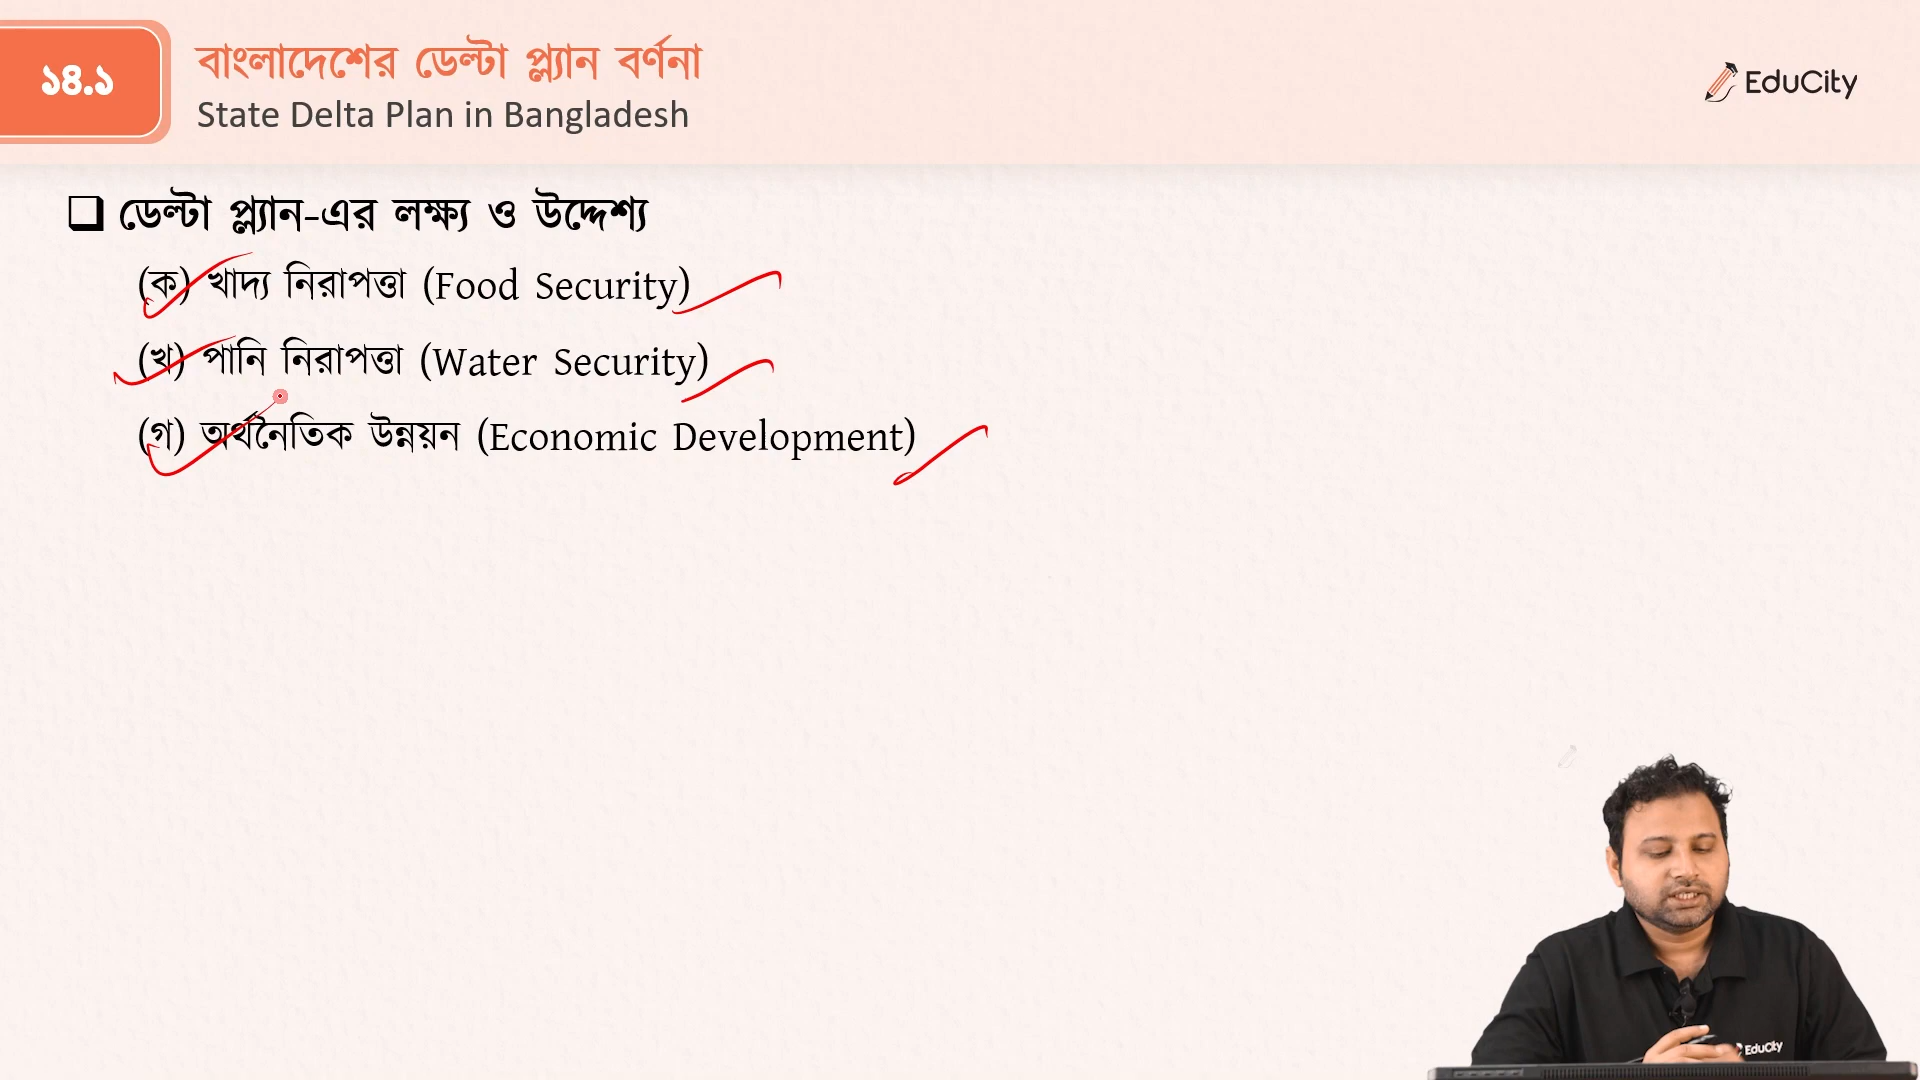 ১৪.১
বাংলাদেশের ডেল্টা প্ল্যান বর্ণনা
State Delta Plan in Bangladesh
EduCity
ডেল্টা প্ল্যান-এর লক্ষ্য ও উদ্দেশ্য
(ক) খাদ্য নিরাপত্তা (Food Security)
(খ) পানি নিরাপত্তা (Water Security)
(গ) অর্থনৈতিক উন্নয়ন (Economic Development)
EduCity